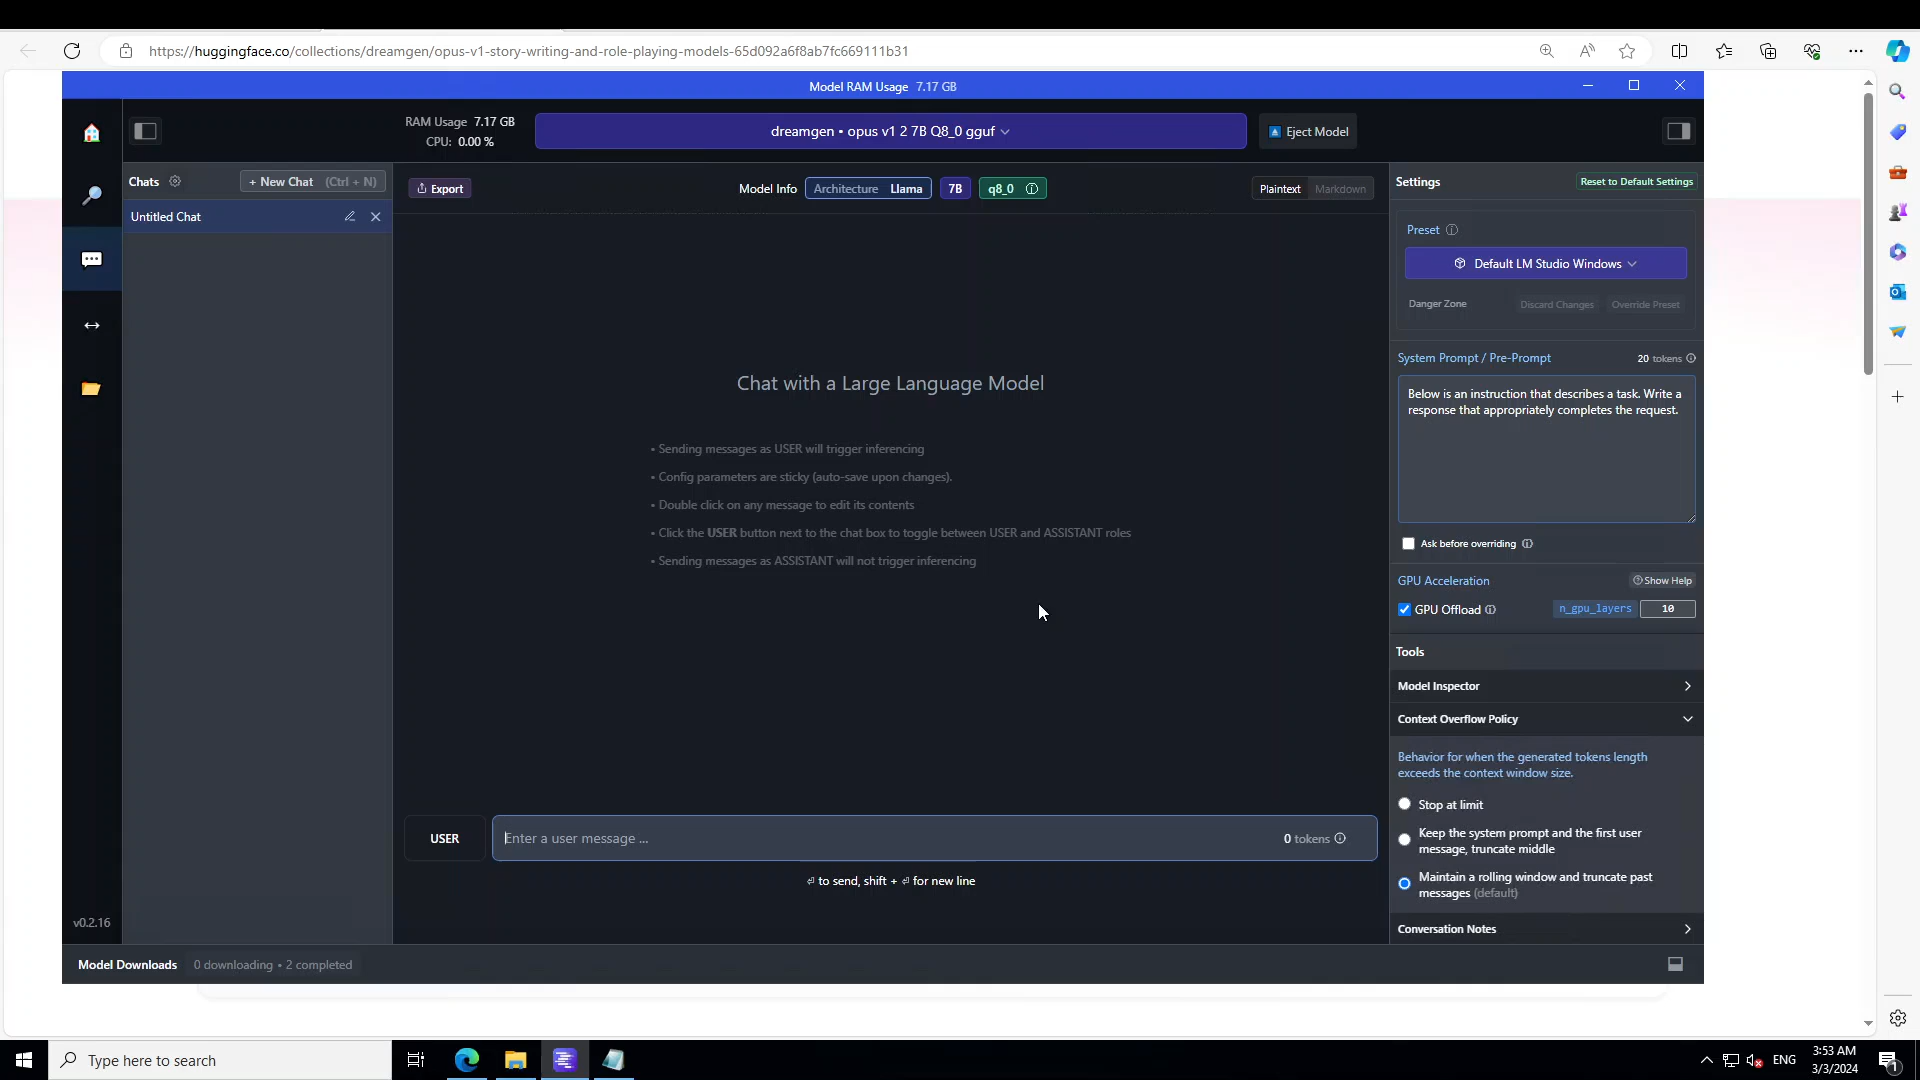 https://huggingface.co/collections/dreamgen/opus-v1-story-writing-and-role-playing-models-65d092a6f8ab7fc669111b31
Model RAM Usage 7.17 GB
RAM Usage 7.17 GB
CPU: 0.00 %
dreamgen • opus v1 2 7B Q8_0 gguf
Eject Model
Chats
+ New Chat (Ctrl + N)
Export
Model Info Architecture Llama 7B q8_0
Plaintext Markdown
Settings
Reset to Default Settings
Untitled Chat
Preset
Default LM Studio Windows
Danger Zone Discard Changes Override Preset
System Prompt / Pre-Prompt 20 tokens
Below is an instruction that describes a task. Write a
response that appropriately completes the request.
Ask before overriding
GPU Acceleration Show Help
GPU Offload n_gpu_layers 10
Tools
Model Inspector
Context Overflow Policy
Behavior for when the generated tokens length
exceeds the context window size.
Stop at limit
Keep the system prompt and the first user
message, truncate middle
Maintain a rolling window and truncate past
messages (default)
Conversation Notes
Chat with a Large Language Model
• Sending messages as USER will trigger inferencing
• Config parameters are sticky (auto-save upon changes).
• Double click on any message to edit its contents
• Click the USER button next to the chat box to toggle between USER and ASSISTANT roles
• Sending messages as ASSISTANT will not trigger inferencing
USER
Enter a user message ...
0 tokens
⏎ to send, shift + ⏎ for new line
v0.2.16
Model Downloads 0 downloading • 2 completed
Type here to search
ENG
3:53 AM
3/3/2024
1